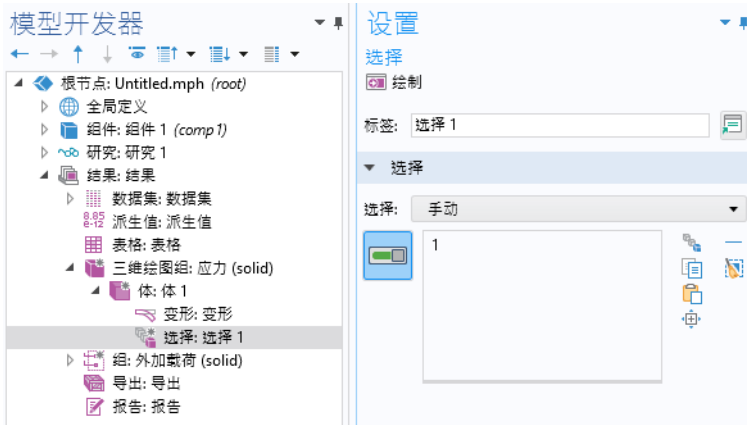 模型开发器
根节点: Untitled.mph (root)
全局定义
组件: 组件 1 (comp1)
研究: 研究 1
结果: 结果
数据集: 数据集
8.85
e-12
派生值: 派生值
表格: 表格
三维绘图组: 应力 (solid)
体: 体 1
变形: 变形
选择: 选择 1
组: 外加载荷 (solid)
导出: 导出
报告: 报告
设置
选择
绘制
标签: 选择 1
选择
选择: 手动
1